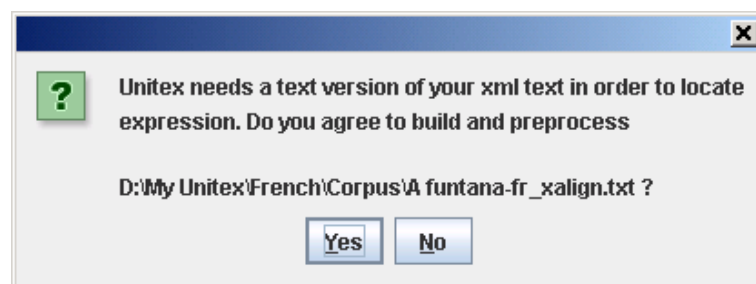 Unitex needs a text version of your xml text in order to locate
expression. Do you agree to build and preprocess
D:\My Unitex\French\Corpus\A funtana-fr_xalign.txt ?
Yes No